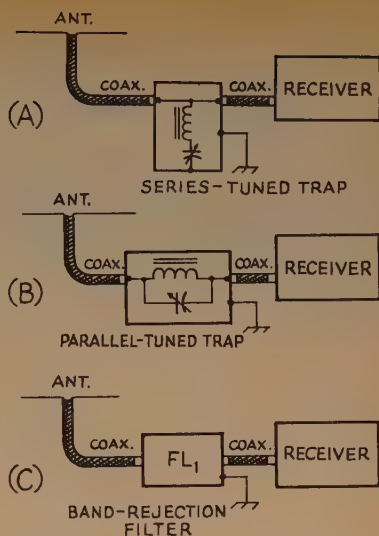 ANT.
COAX.
COAX.
RECEIVER
(A)
SERIES-TUNED TRAP
ANT.
COAX.
COAX.
RECEIVER
(B)
PARALLEL-TUNED TRAP
ANT.
COAX.
COAX.
FL1
RECEIVER
(C)
BAND-REJECTION
FILTER